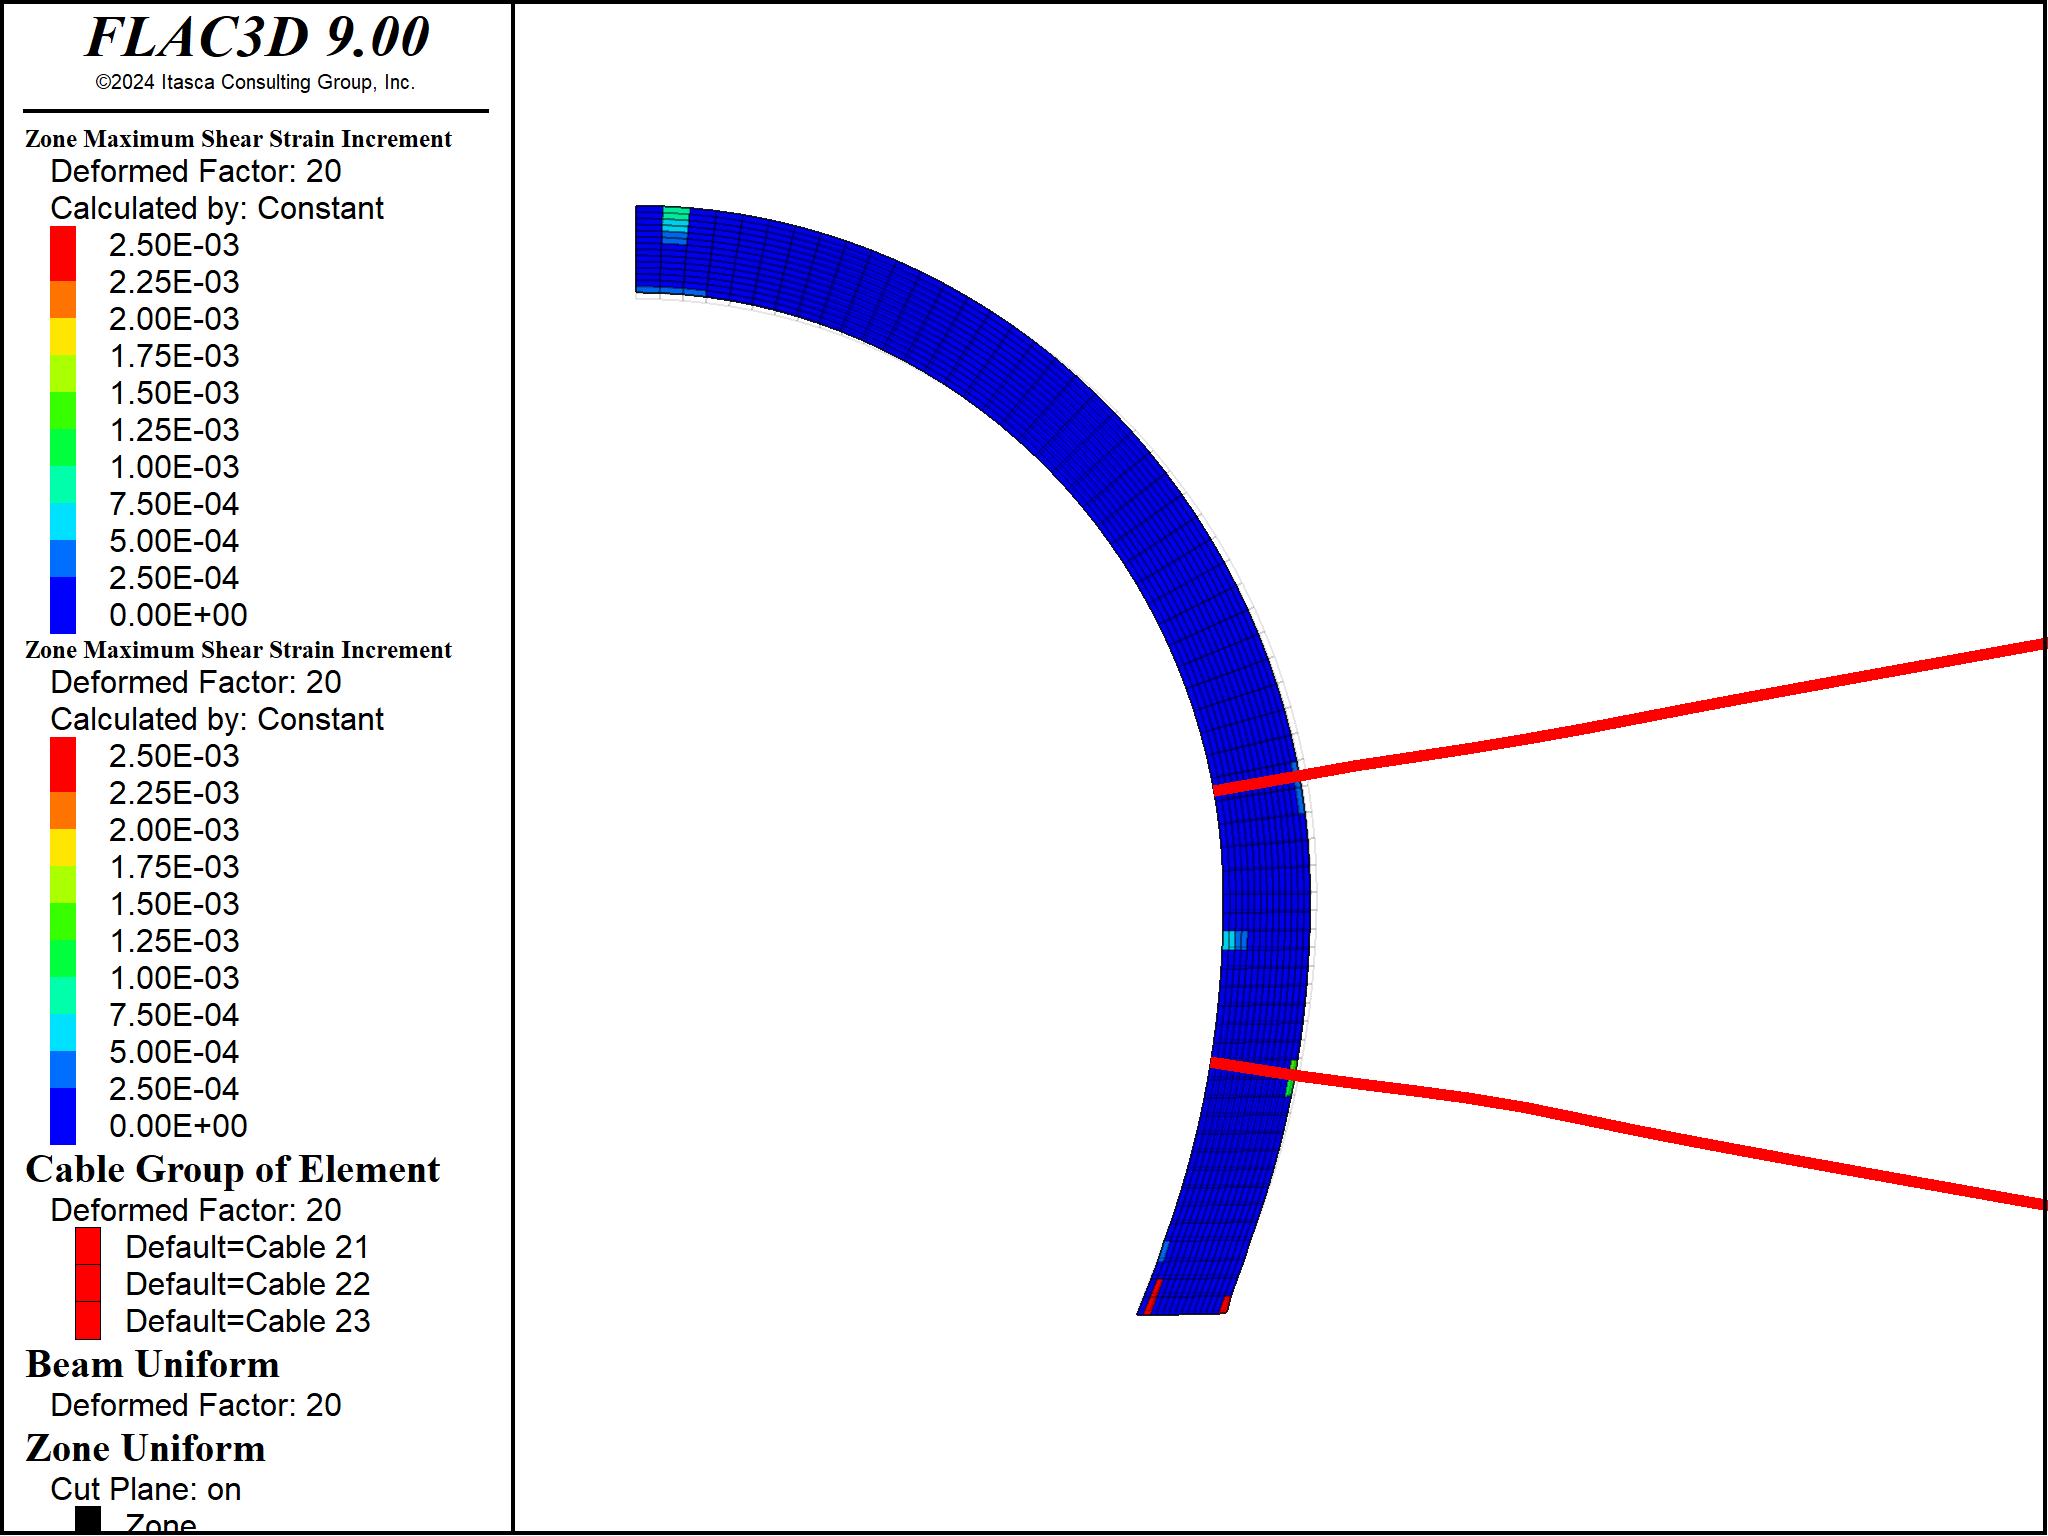 FLAC3D 9.00
©2024 Itasca Consulting Group, Inc.
Zone Maximum Shear Strain Increment
Deformed Factor: 20
Calculated by: Constant
2.50E-03
2.25E-03
2.00E-03
1.75E-03
1.50E-03
1.25E-03
1.00E-03
7.50E-04
5.00E-04
2.50E-04
0.00E+00
Zone Maximum Shear Strain Increment
Deformed Factor: 20
Calculated by: Constant
2.50E-03
2.25E-03
2.00E-03
1.75E-03
1.50E-03
1.25E-03
1.00E-03
7.50E-04
5.00E-04
2.50E-04
0.00E+00
Cable Group of Element
Deformed Factor: 20
Default=Cable 21
Default=Cable 22
Default=Cable 23
Beam Uniform
Deformed Factor: 20
Zone Uniform
Cut Plane: on
Zone